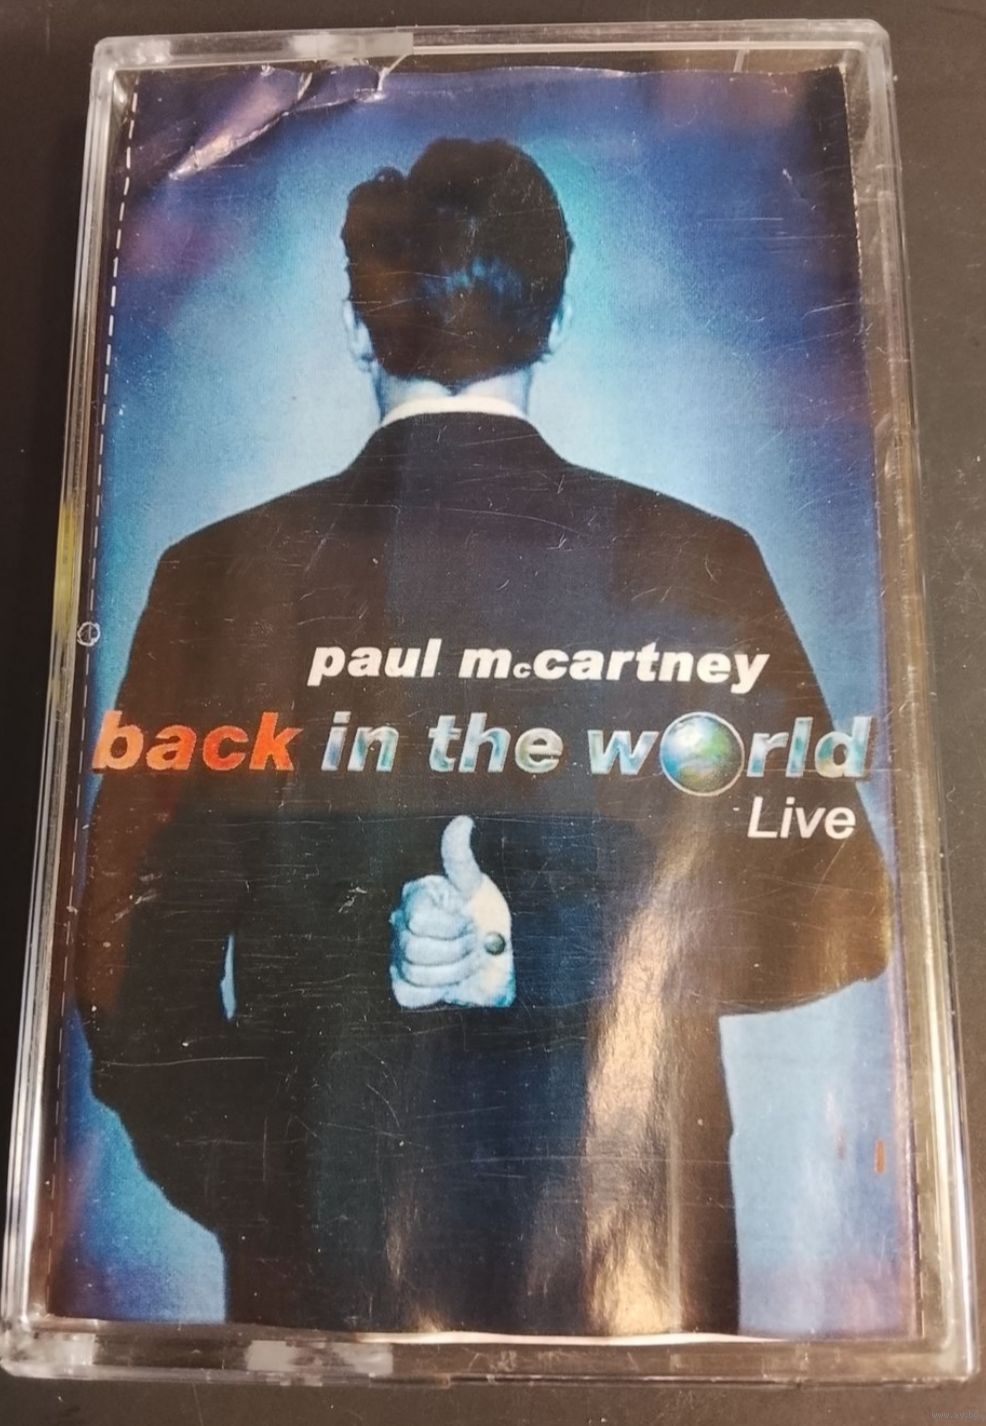 paul mccartney
back in the world
Live